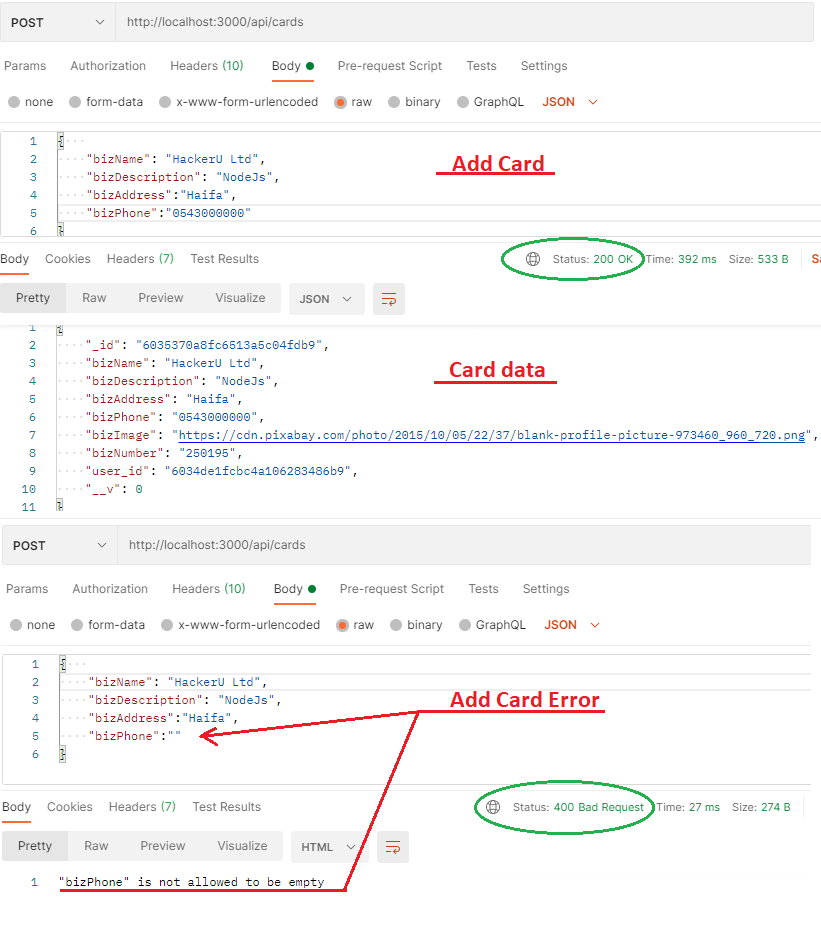 POST http://localhost:3000/api/cards
Params Authorization Headers (10) Body Pre-request Script Tests Settings
none form-data x-www-form-urlencoded raw binary GraphQL JSON
1 {
2 "bizName": "HackerU Ltd",
3 "bizDescription": "NodeJs",
4 "bizAddress":"Haifa",
5 "bizPhone":"0543000000"
6 }
Add Card
Body Cookies Headers (7) Test Results Status: 200 OK Time: 392 ms Size: 533 B Sa
Pretty Raw Preview Visualize JSON
1 {
2 "_id": "6035370a8fc6513a5c04fdb9",
3 "bizName": "HackerU Ltd",
4 "bizDescription": "NodeJs",
5 "bizAddress": "Haifa",
6 "bizPhone": "0543000000",
7 "bizImage": "https://cdn.pixabay.com/photo/2015/10/05/22/37/blank-profile-picture-973460_960_720.png",
8 "bizNumber": "250195",
9 "user_id": "6034de1fcbc4a106283486b9",
10 "__v": 0
11 }
Card data
POST http://localhost:3000/api/cards
Params Authorization Headers (10) Body Pre-request Script Tests Settings
none form-data x-www-form-urlencoded raw binary GraphQL JSON
1 {
2 "bizName": "HackerU Ltd",
3 "bizDescription": "NodeJs",
4 "bizAddress":"Haifa",
5 "bizPhone":""
6 }
Add Card Error
Body Cookies Headers (7) Test Results Status: 400 Bad Request Time: 27 ms Size: 274 B
Pretty Raw Preview Visualize HTML
1 "bizPhone" is not allowed to be empty